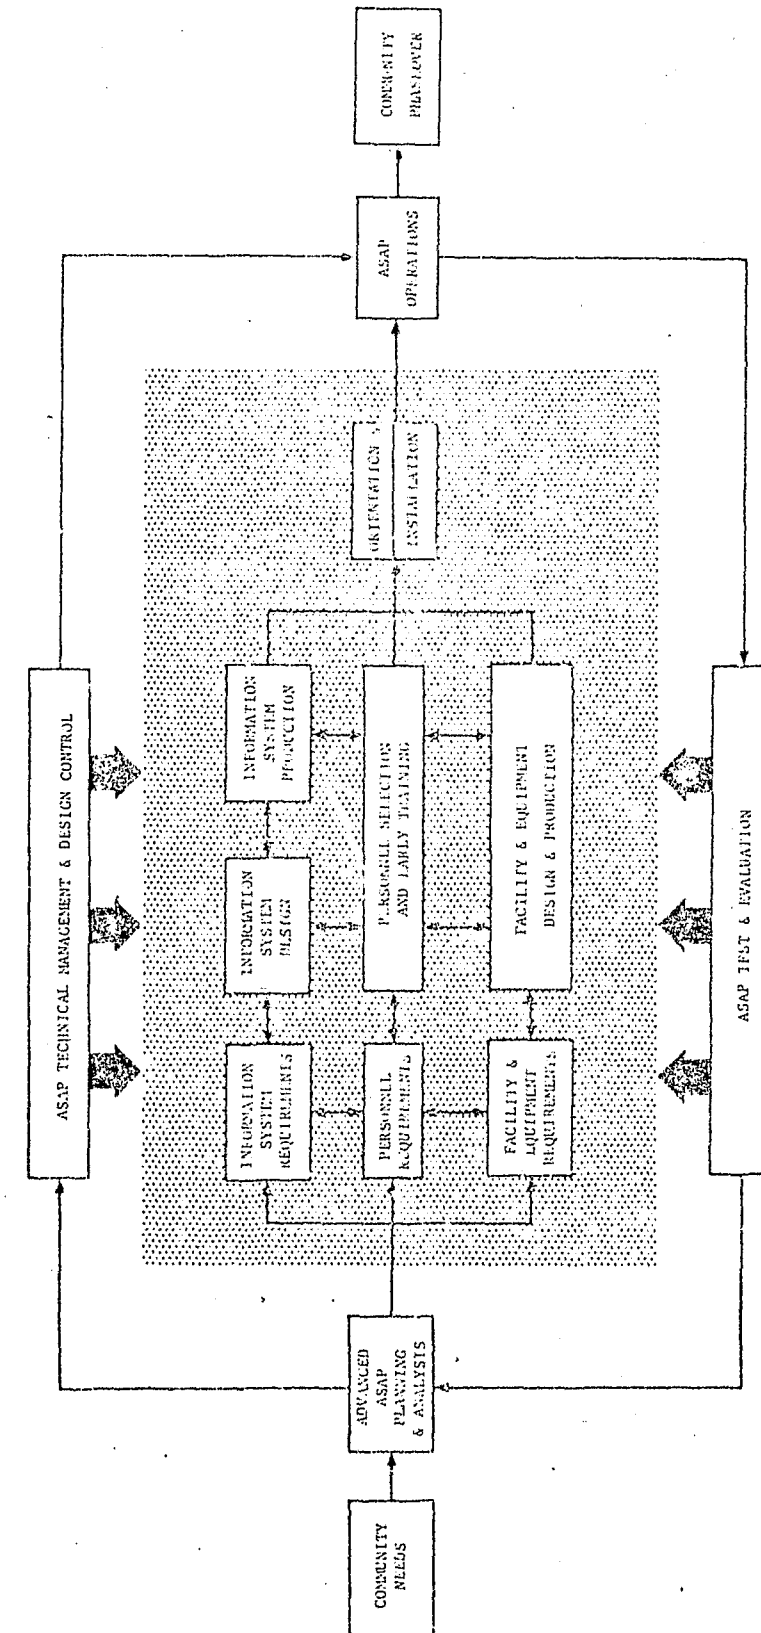 COMMUNITY
NEEDS
ADVANCED
ASAP
PLANNING
& ANALYSIS
ASAP TECHNICAL MANAGEMENT & DESIGN CONTROL
INFORMATION
SYSTEM
REQUIREMENTS
INFORMATION
SYSTEM
DESIGN
INFORMATION
SYSTEM
PRODUCTION
PERSONNEL
REQUIREMENTS
PERSONNEL SELECTION
AND EARLY TRAINING
FACILITY &
EQUIPMENT
REQUIREMENTS
FACILITY & EQUIPMENT
DESIGN & PRODUCTION
ORIENTATION &
INSTALLATION
ASAP TEST & EVALUATION
ASAP
OPERATIONS
COMMUNITY
PHASEOVER